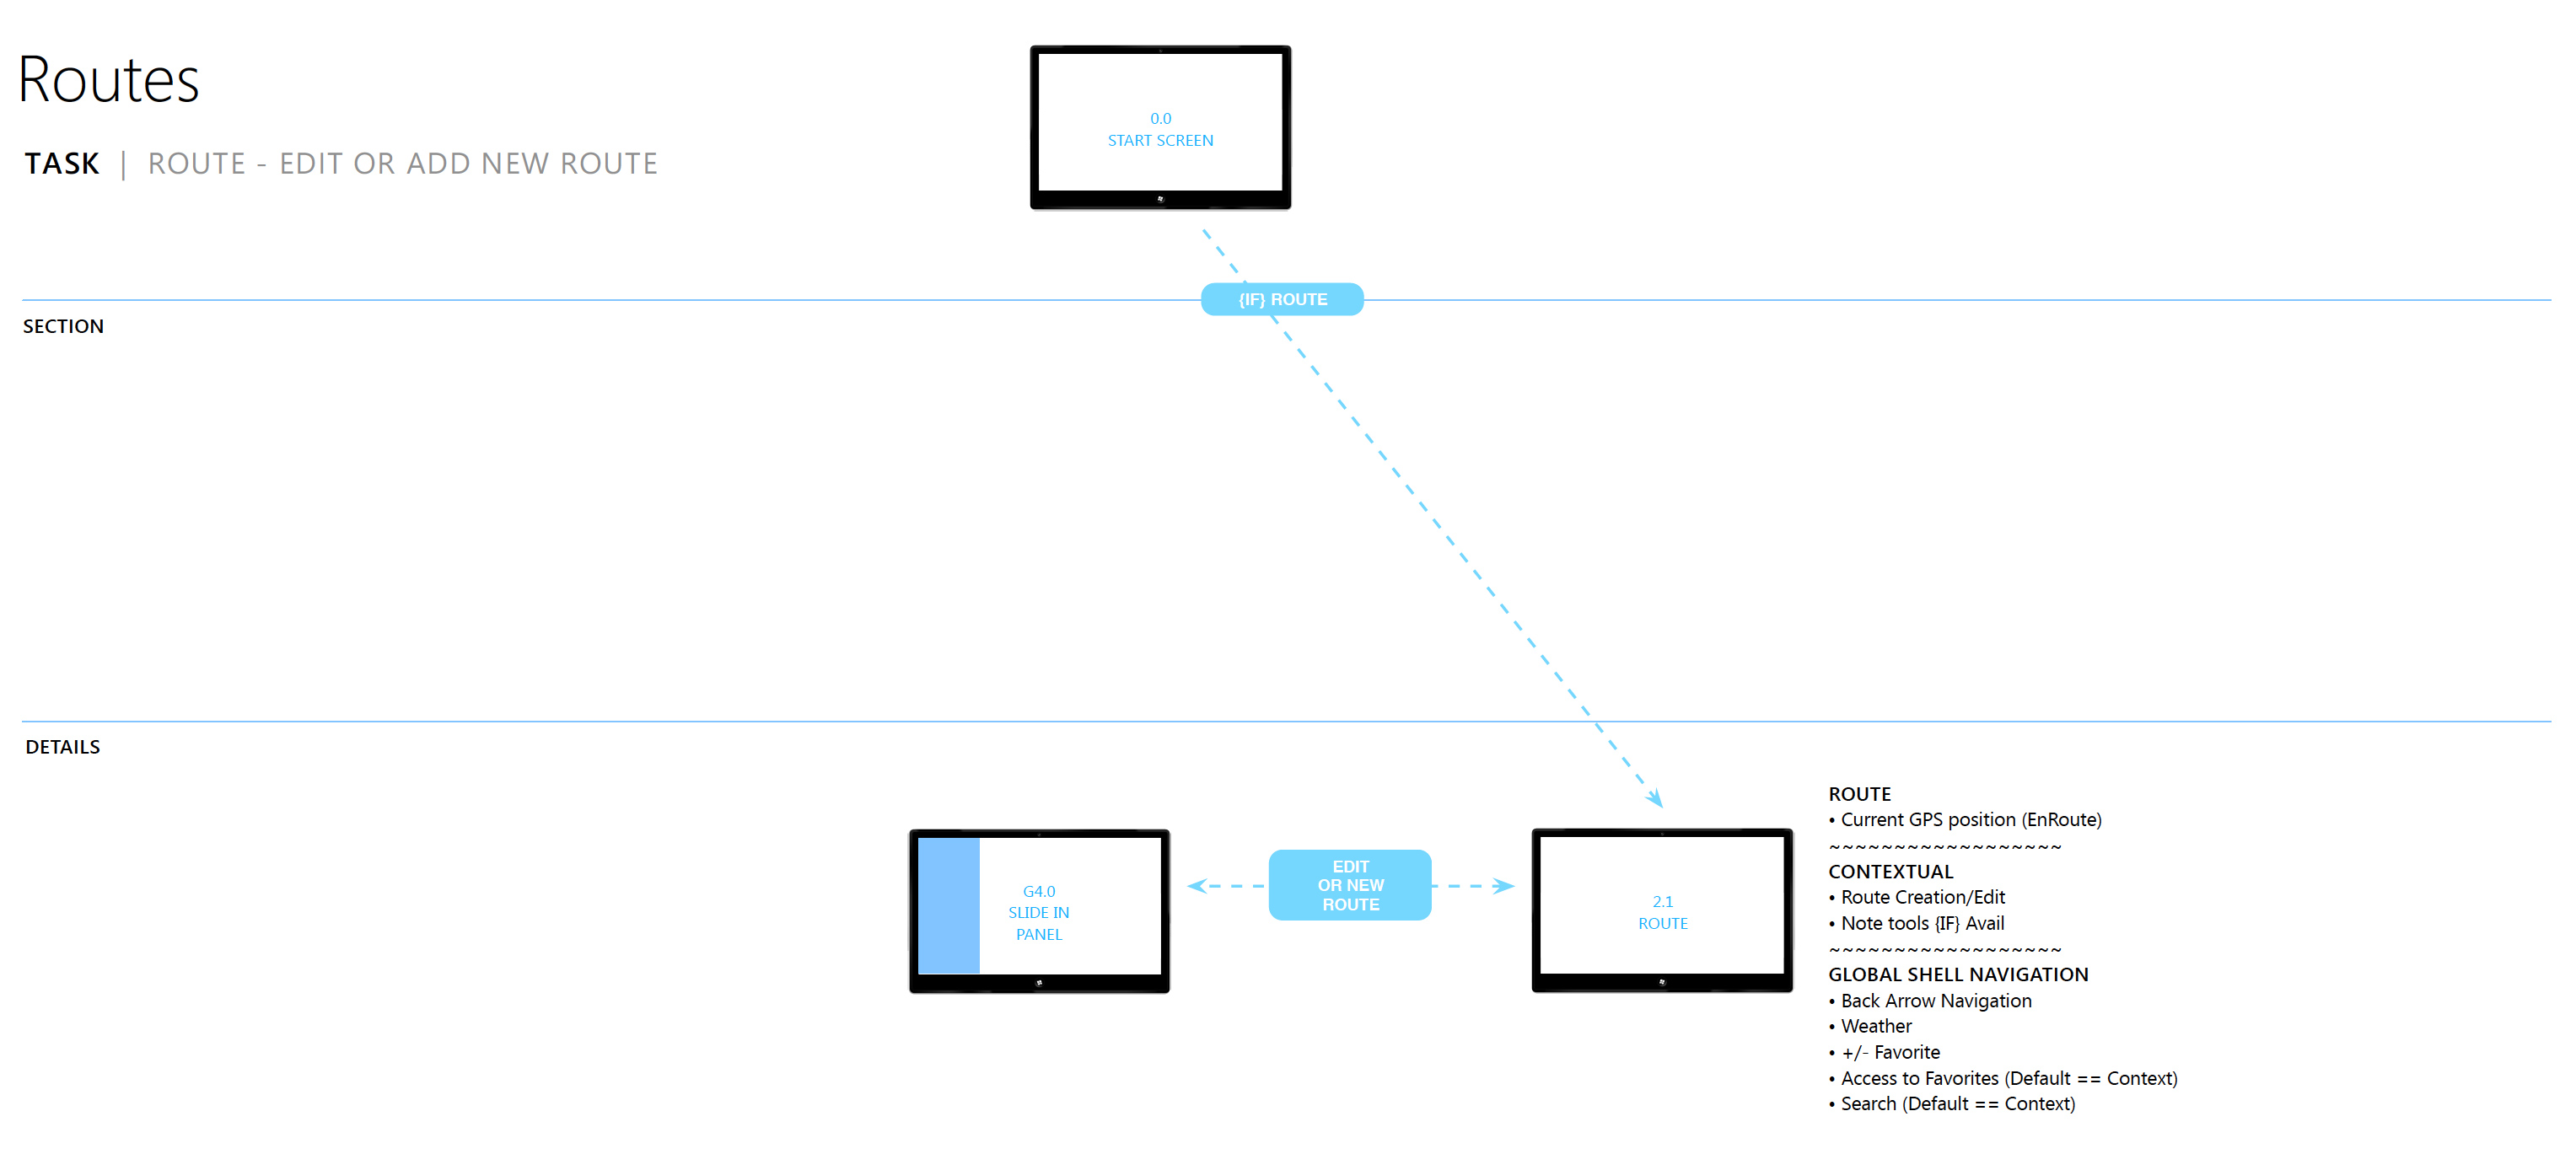 Routes
TASK | ROUTE - EDIT OR ADD NEW ROUTE
0.0
START SCREEN
{IF} ROUTE
SECTION
DETAILS
G4.0
SLIDE IN
PANEL
EDIT
OR NEW
ROUTE
2.1
ROUTE
ROUTE
• Current GPS position (EnRoute)
~~~~~~~~~~~~~~~~~~
CONTEXTUAL
• Route Creation/Edit
• Note tools {IF} Avail
~~~~~~~~~~~~~~~~~~
GLOBAL SHELL NAVIGATION
• Back Arrow Navigation
• Weather
• +/- Favorite
• Access to Favorites (Default == Context)
• Search (Default == Context)